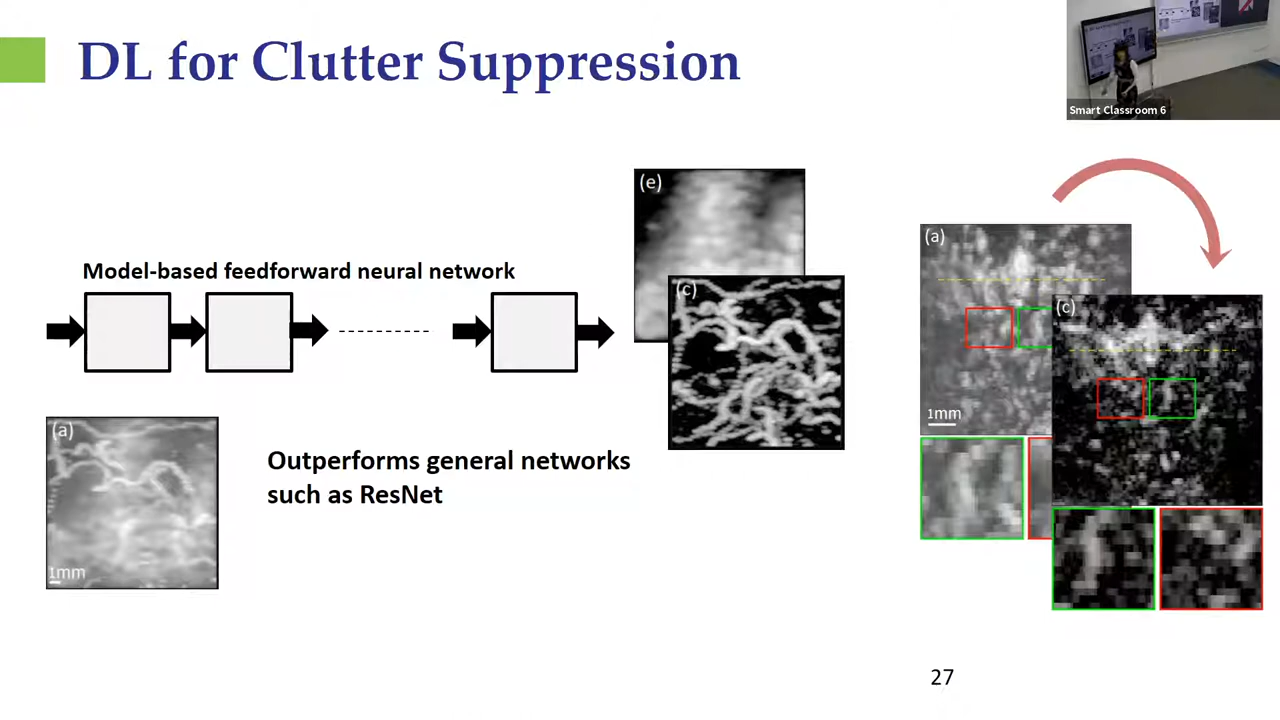 DL for Clutter Suppression
Smart Classroom 6
Model-based feedforward neural network
(e)
(c)
(a)
1mm
Outperforms general networks
such as ResNet
(a)
1mm
(c)
27